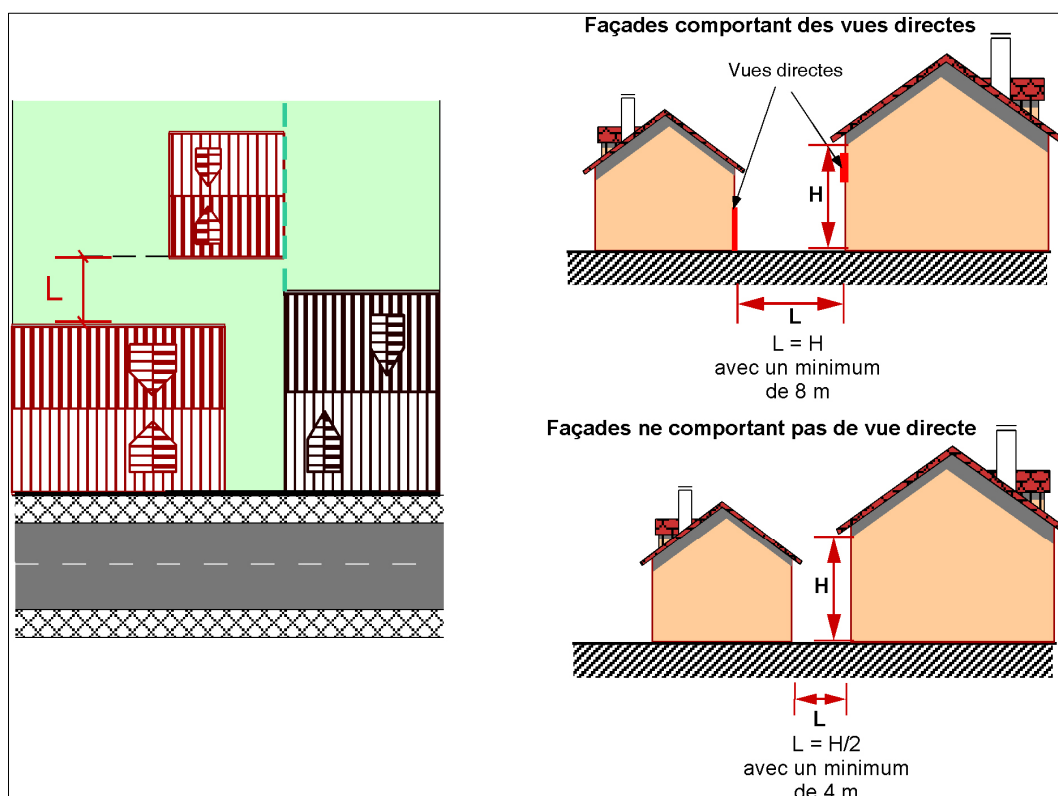 Façades comportant des vues directes
Vues directes
H
L
L
L = H
avec un minimum
de 8 m
Façades ne comportant pas de vue directe
H
L
L = H/2
avec un minimum
de 4 m